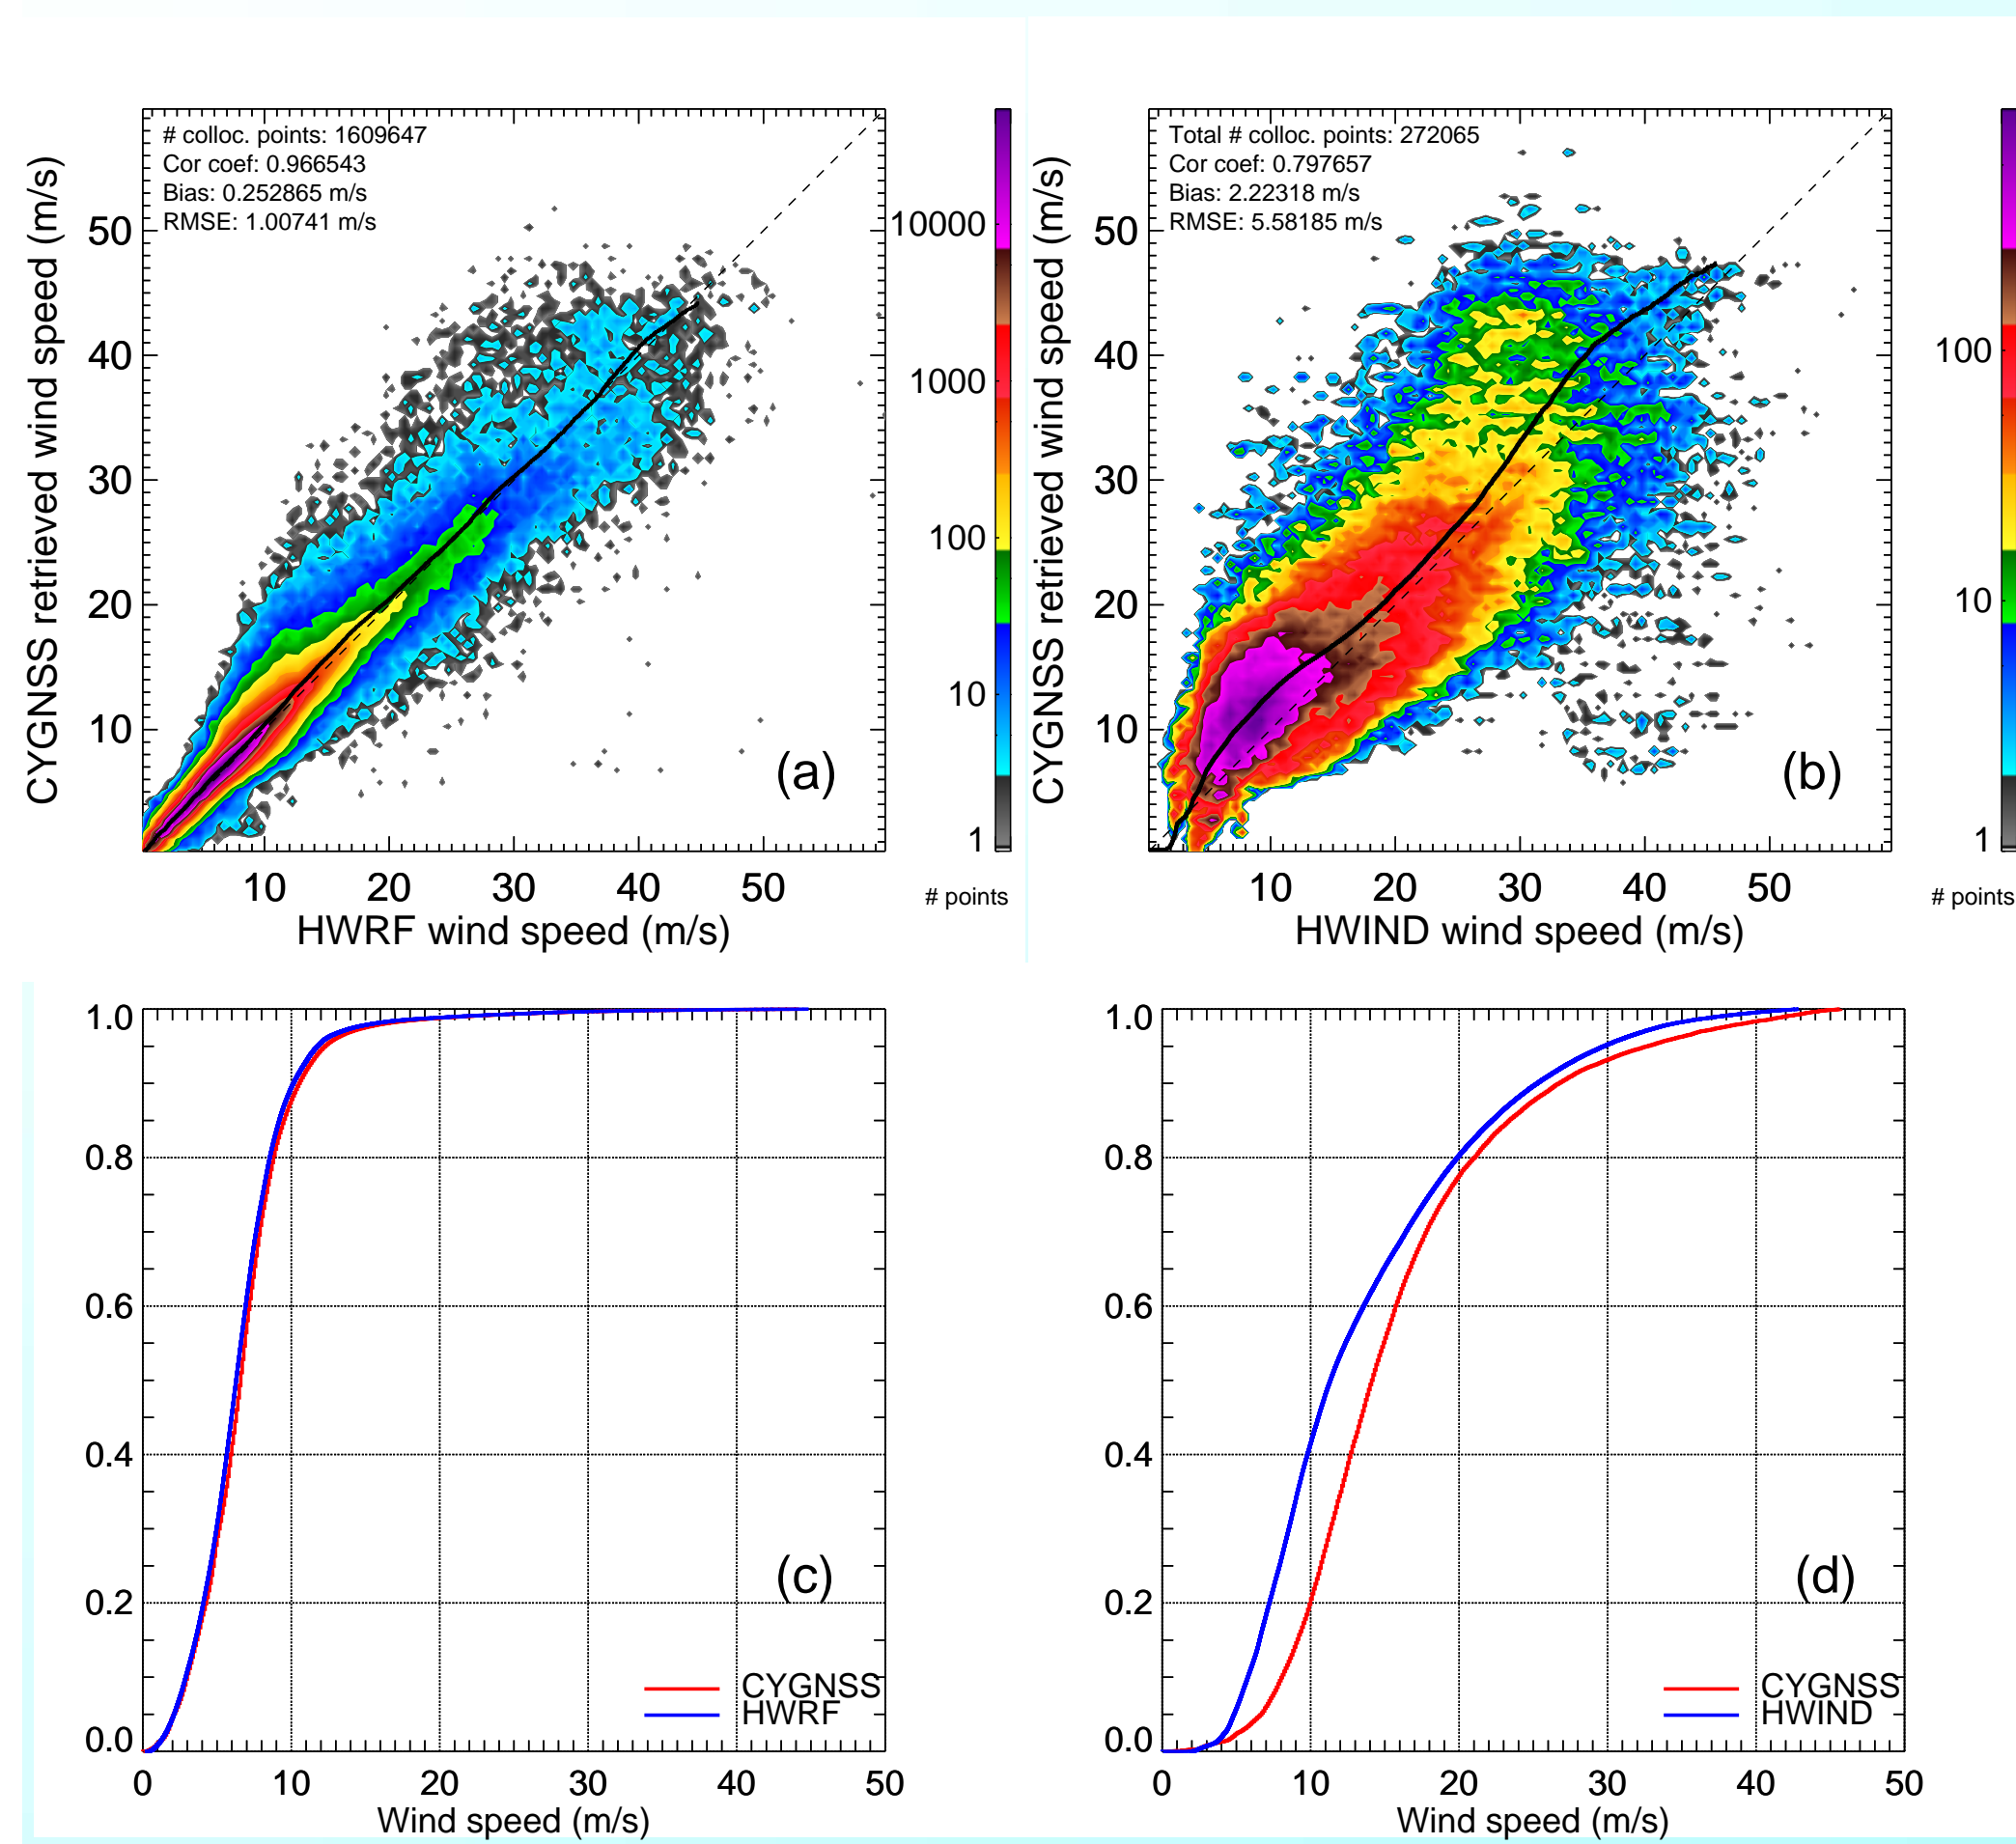 # colloc. points: 1609647
Cor coef: 0.966543
Bias: 0.252865 m/s
RMSE: 1.00741 m/s
CYGNSS retrieved wind speed (m/s)
50
40
30
20
10
10 20 30 40 50
HWRF wind speed (m/s)
(a)
10000
1000
100
10
1
# points
Total # colloc. points: 272065
Cor coef: 0.797657
Bias: 2.22318 m/s
RMSE: 5.58185 m/s
CYGNSS retrieved wind speed (m/s)
50
40
30
20
10
10 20 30 40 50
HWIND wind speed (m/s)
(b)
100
10
1
# points
1.0
0.8
0.6
0.4
0.2
0.0
0 10 20 30 40 50
Wind speed (m/s)
(c)
CYGNSS
HWRF
1.0
0.8
0.6
0.4
0.2
0.0
0 10 20 30 40 50
Wind speed (m/s)
(d)
CYGNSS
HWIND